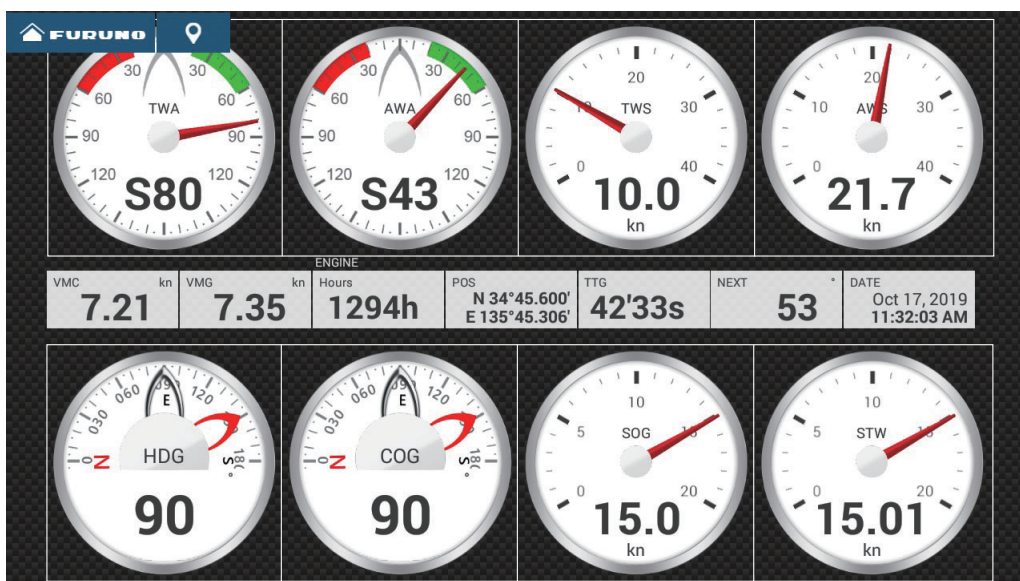 FURUNO
30 30
60 60
TWA
90 90
120 120
S80
30 30
60 60
AWA
90 90
120 120
S43
20
10 TWS 30
0 40
10.0
kn
20
10 AWS 30
0 40
21.7
kn
ENGINE
VMC kn
7.21
VMG kn
7.35
Hours
1294h
POS
N 34°45.600'
E 135°45.306'
TTG
42'33s
NEXT °
53
DATE
Oct 17, 2019
11:32:03 AM
060 090 120
030 E
0 N HDG S 180°
90
060 090 120
030 E
0 N COG S 180°
90
10
5 SOG
0 20
15.0
kn
10
5 STW 15
0 20
15.01
kn